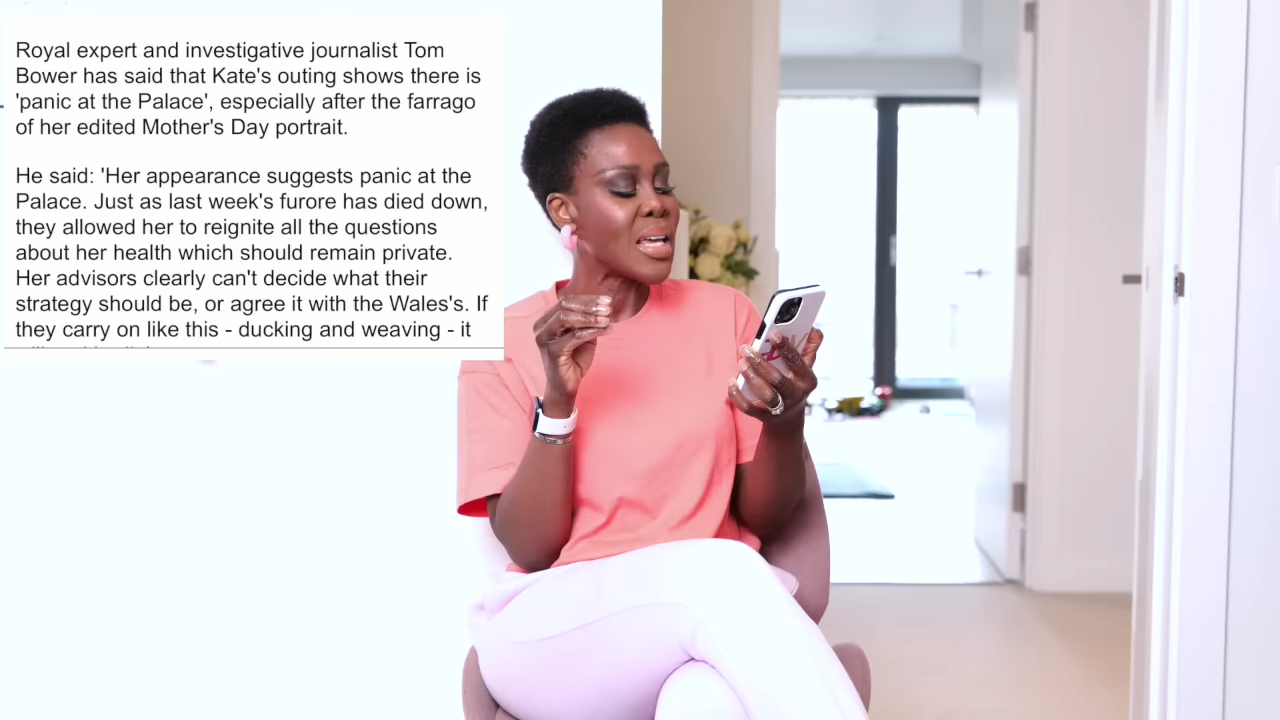 Royal expert and investigative journalist Tom
Bower has said that Kate's outing shows there is
'panic at the Palace', especially after the farrago
of her edited Mother's Day portrait.
He said: 'Her appearance suggests panic at the
Palace. Just as last week's furore has died down,
they allowed her to reignite all the questions
about her health which should remain private.
Her advisors clearly can't decide what their
strategy should be, or agree it with the Wales's. If
they carry on like this - ducking and weaving - it